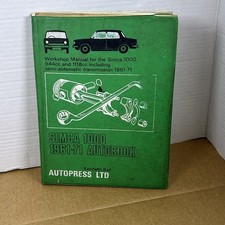 Workshop Manual for the Simca 1000
944cc and 1118cc including
semi-automatic transmission 1961-71
SIMCA 1000
1961-71 AUTOBOOK
AUTOPRESS LTD